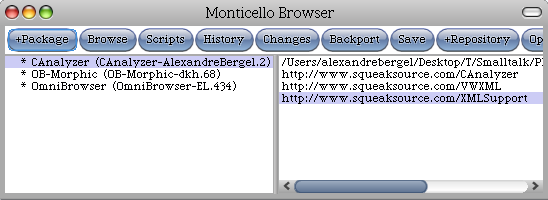 Monticello Browser
+Package Browse Scripts History Changes Backport Save +Repository Op
* CAnalyzer (CAnalyzer-AlexandreBergel.2)
* OB-Morphic (OB-Morphic-dkh.68)
* OmniBrowser (OmniBrowser-EL.434)
/Users/alexandrebergel/Desktop/T/Smalltalk/P
http://www.squeaksource.com/CAnalyzer
http://www.squeaksource.com/VWXML
http://www.squeaksource.com/XMLSupport